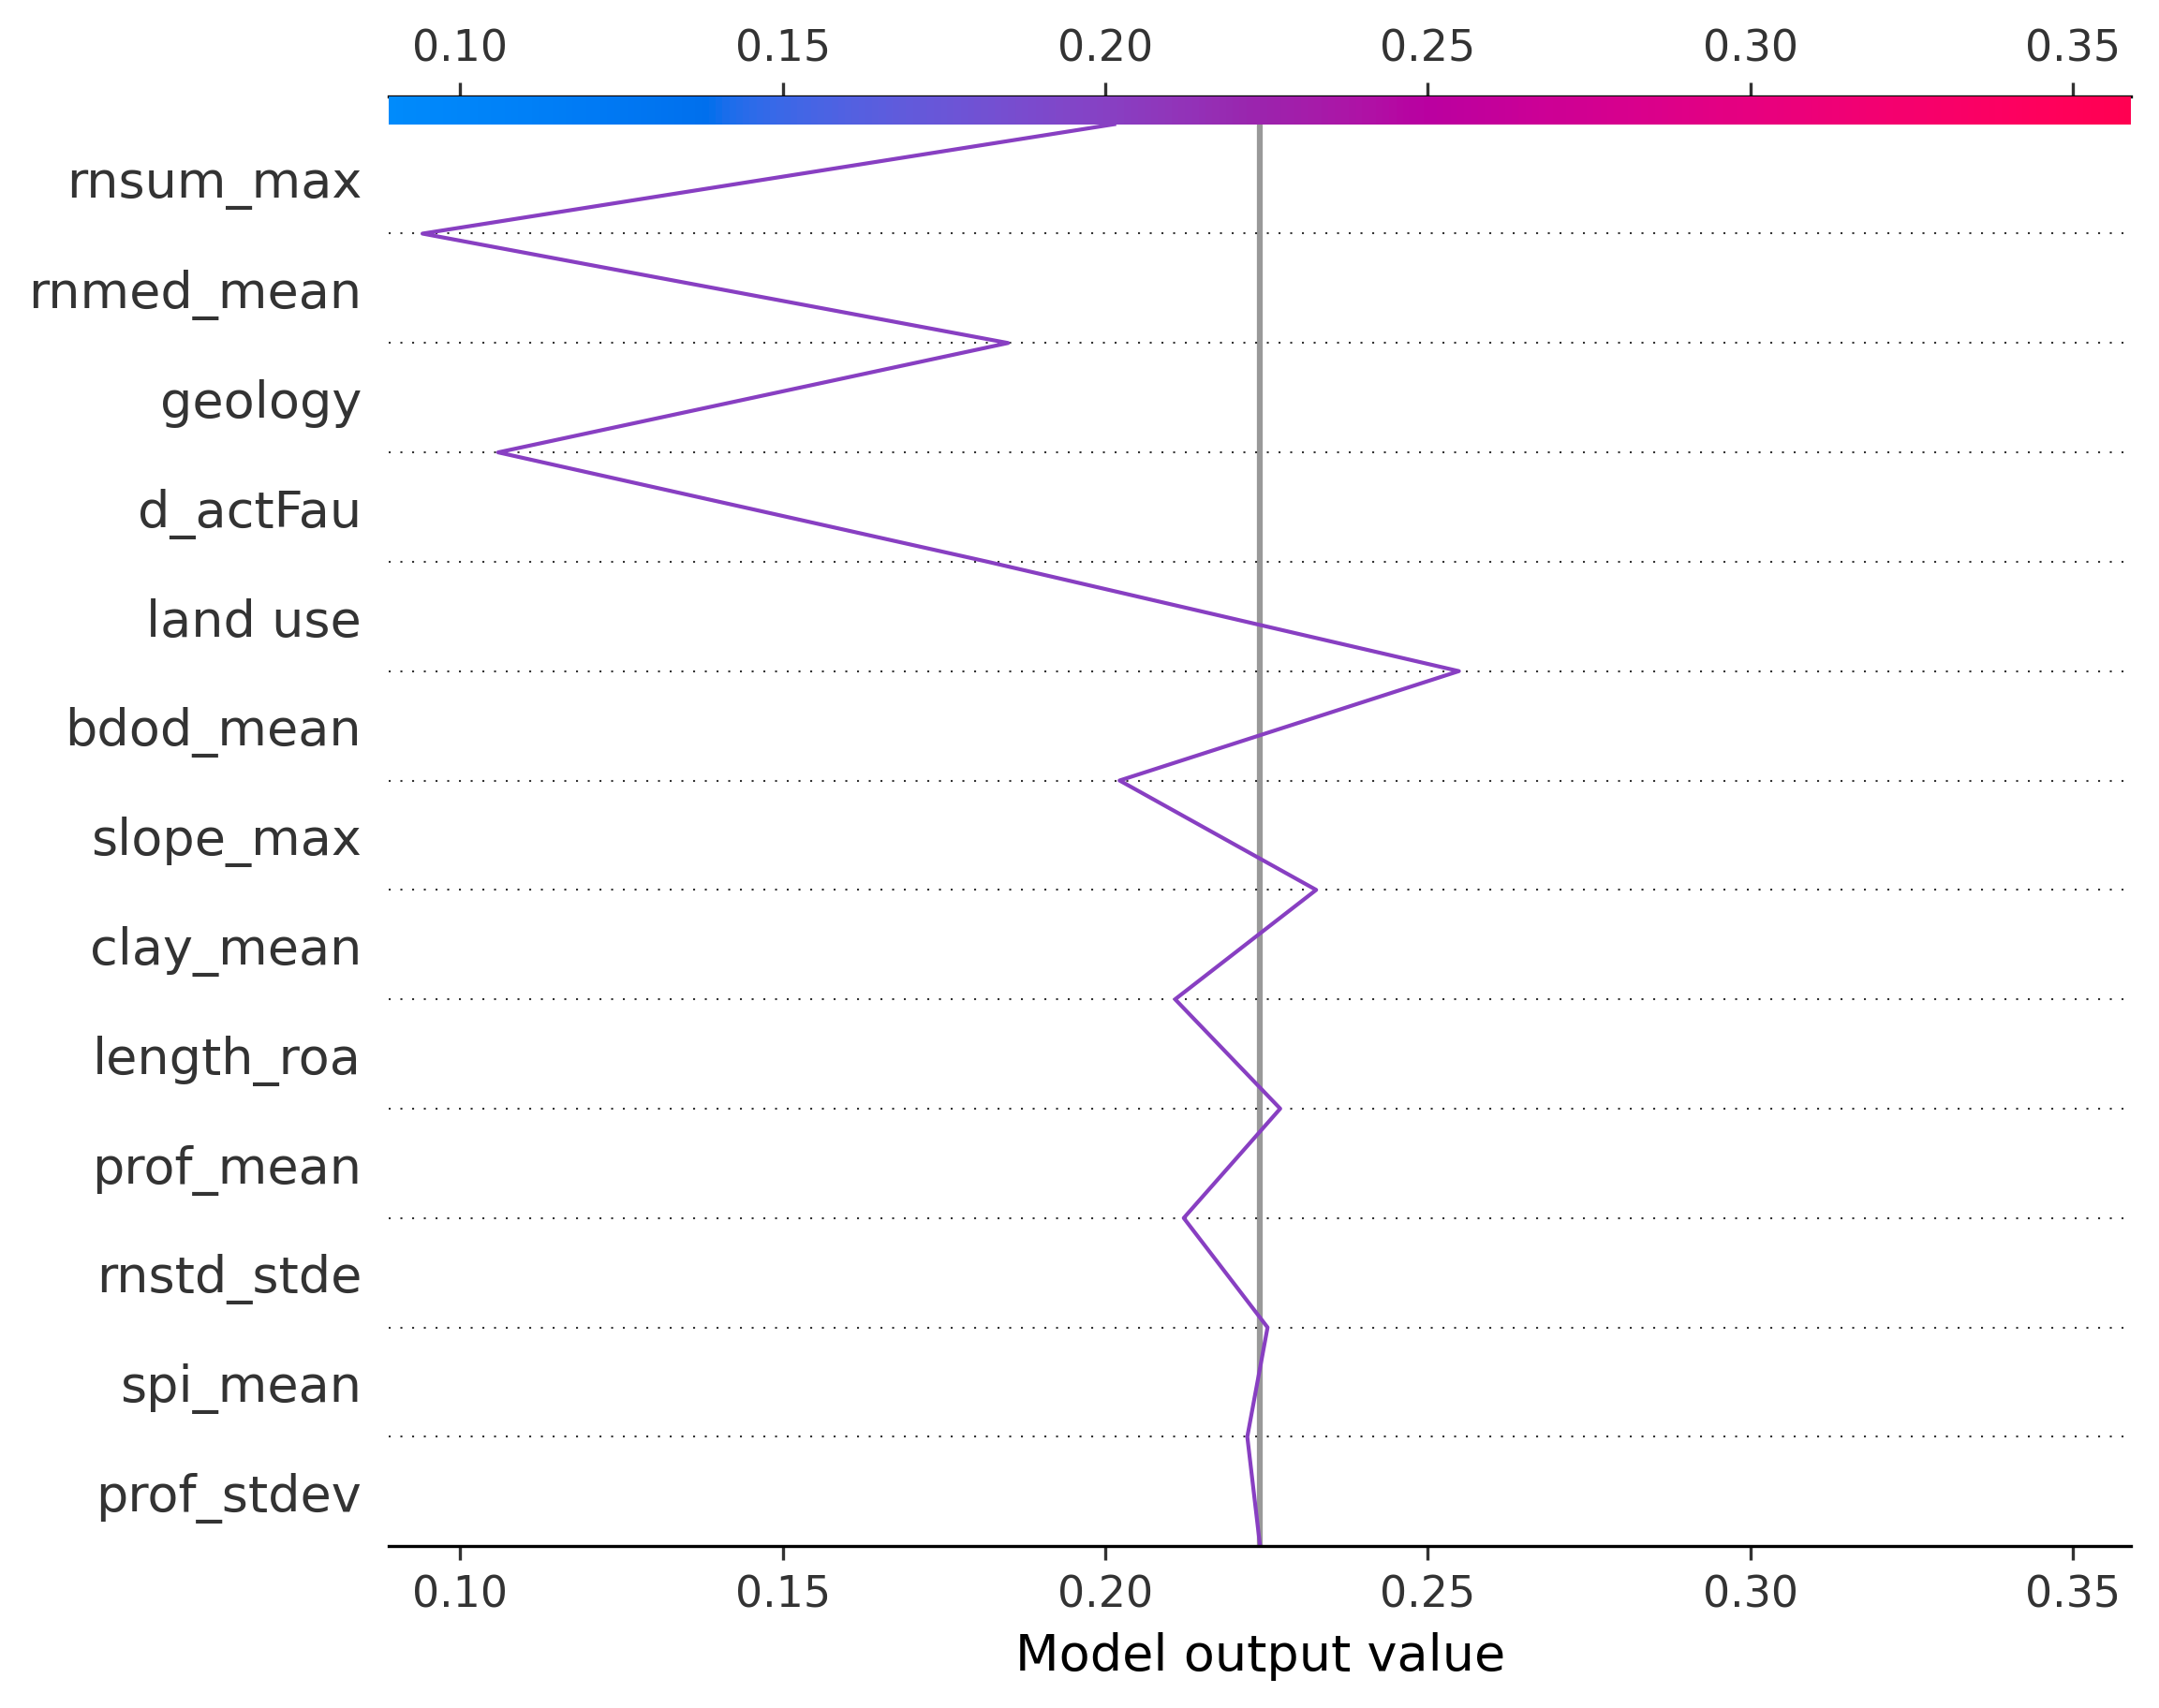 0.10 0.15 0.20 0.25 0.30 0.35
rnsum_max
rnmed_mean
geology
d_actFau
land use
bdod_mean
slope_max
clay_mean
length_roa
prof_mean
rnstd_stde
spi_mean
prof_stdev
0.10 0.15 0.20 0.25 0.30 0.35
Model output value